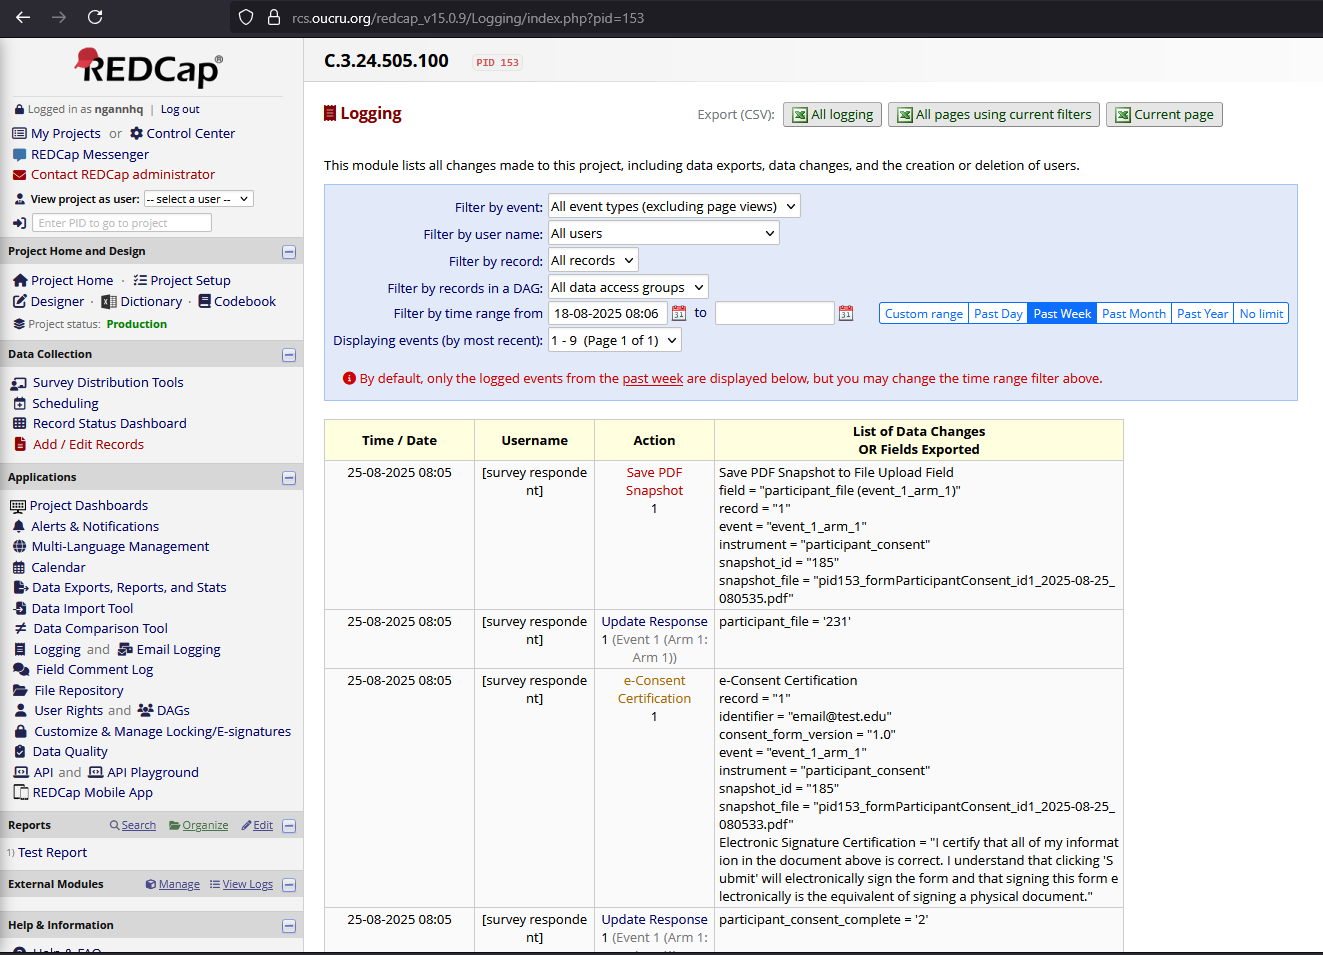 rcs.oucru.org/redcap_v15.0.9/Logging/index.php?pid=153
REDCap®
Logged in as ngannhq | Log out
My Projects or Control Center
REDCap Messenger
Contact REDCap administrator
View project as user: -- select a user --
Enter PID to go to project
Project Home and Design
Project Home · Project Setup
Designer · Dictionary · Codebook
Project status: Production
Data Collection
Survey Distribution Tools
Scheduling
Record Status Dashboard
Add / Edit Records
Applications
Project Dashboards
Alerts & Notifications
Multi-Language Management
Calendar
Data Exports, Reports, and Stats
Data Import Tool
Data Comparison Tool
Logging and Email Logging
Field Comment Log
File Repository
User Rights and DAGs
Customize & Manage Locking/E-signatures
Data Quality
API and API Playground
REDCap Mobile App
Reports Search Organize Edit
1) Test Report
External Modules Manage View Logs
Help & Information
Help & FAQ
C.3.24.505.100 PID 153
Logging Export (CSV): All logging All pages using current filters Current page
This module lists all changes made to this project, including data exports, data changes, and the creation or deletion of users.
Filter by event: All event types (excluding page views)
Filter by user name: All users
Filter by record: All records
Filter by records in a DAG: All data access groups
Filter by time range from 18-08-2025 08:06 to Custom range Past Day Past Week Past Month Past Year No limit
Displaying events (by most recent): 1 - 9 (Page 1 of 1)
By default, only the logged events from the past week are displayed below, but you may change the time range filter above.
Time / Date Username Action List of Data Changes
OR Fields Exported
25-08-2025 08:05 [survey responde Save PDF Save PDF Snapshot to File Upload Field
nt] Snapshot field = "participant_file (event_1_arm_1)"
1 record = "1"
event = "event_1_arm_1"
instrument = "participant_consent"
snapshot_id = "185"
snapshot_file = "pid153_formParticipantConsent_id1_2025-08-25_
080535.pdf"
25-08-2025 08:05 [survey responde Update Response participant_file = '231'
nt] 1 (Event 1 (Arm 1:
Arm 1))
25-08-2025 08:05 [survey responde e-Consent e-Consent Certification
nt] Certification record = "1"
1 identifier = "email@test.edu"
consent_form_version = "1.0"
event = "event_1_arm_1"
instrument = "participant_consent"
snapshot_id = "185"
snapshot_file = "pid153_formParticipantConsent_id1_2025-08-25_
080533.pdf"
Electronic Signature Certification = "I certify that all of my informat
ion in the document above is correct. I understand that clicking 'S
ubmit' will electronically sign the form and that signing this form e
lectronically is the equivalent of signing a physical document."
25-08-2025 08:05 [survey responde Update Response participant_consent_complete = '2'
nt] 1 (Event 1 (Arm 1: